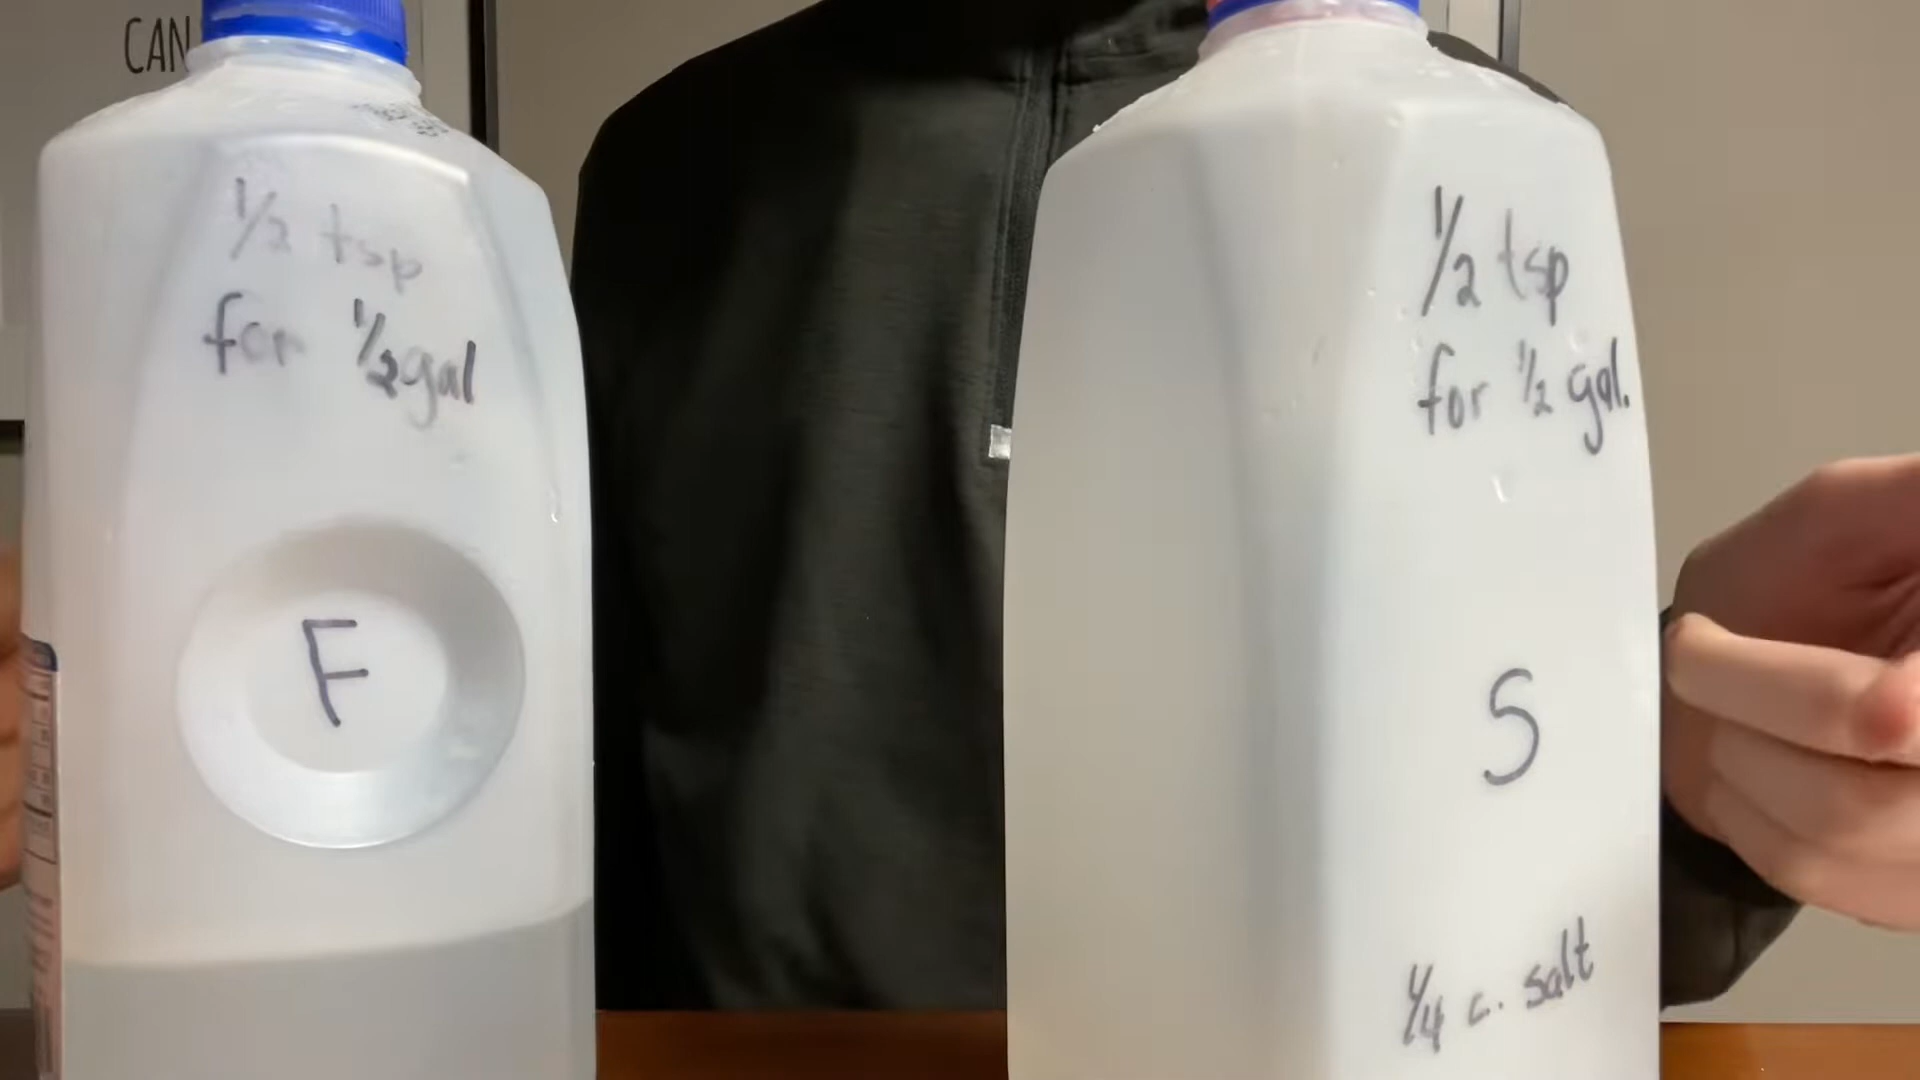 CAN
1/2 tsp
for 1/2 gal
F
1/2 tsp
for 1/2 gal.
S
1/4 c. salt